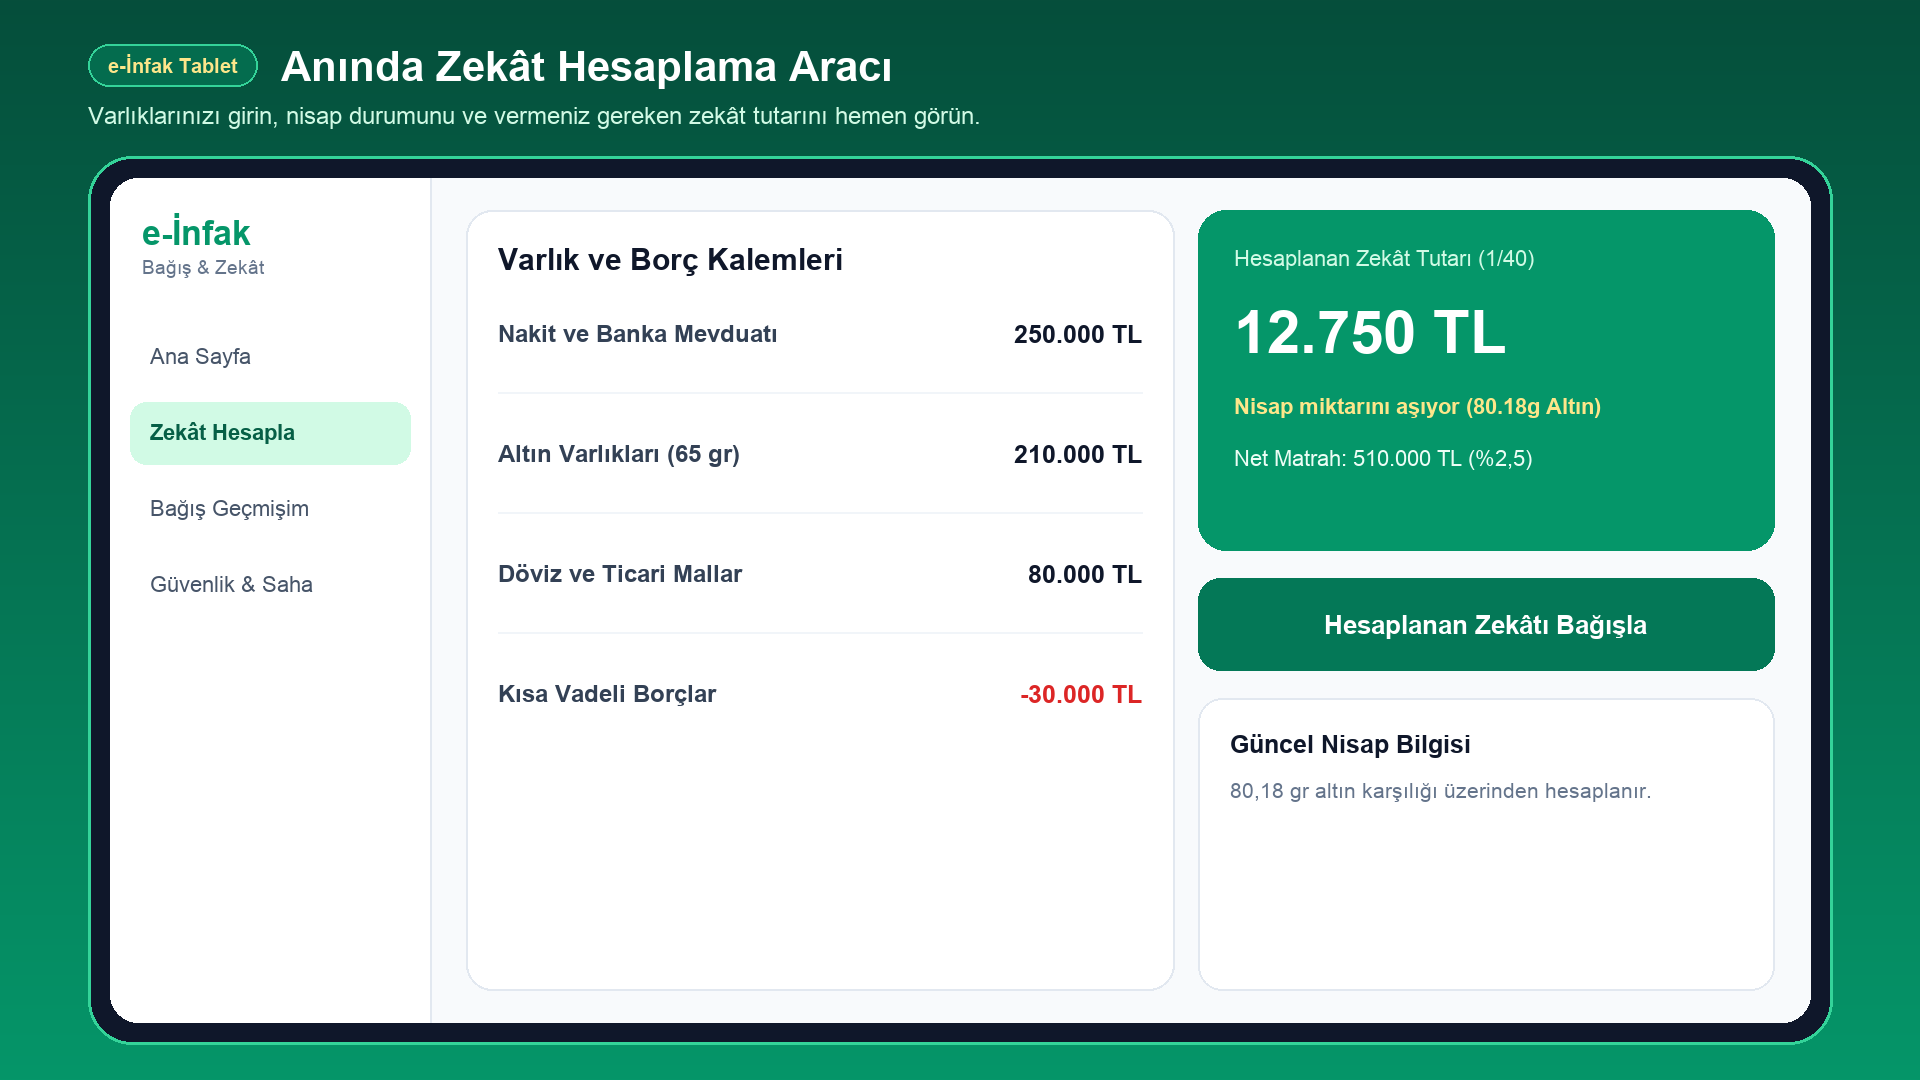 e-İnfak Tablet
Anında Zekât Hesaplama Aracı
Varlıklarınızı girin, nisap durumunu ve vermeniz gereken zekât tutarını hemen görün.
e-İnfak
Bağış & Zekât
Ana Sayfa
Zekât Hesapla
Bağış Geçmişim
Güvenlik & Saha
Varlık ve Borç Kalemleri
Nakit ve Banka Mevduatı 250.000 TL
Altın Varlıkları (65 gr) 210.000 TL
Döviz ve Ticari Mallar 80.000 TL
Kısa Vadeli Borçlar -30.000 TL
Hesaplanan Zekât Tutarı (1/40)
12.750 TL
Nisap miktarını aşıyor (80.18g Altın)
Net Matrah: 510.000 TL (%2,5)
Hesaplanan Zekâtı Bağışla
Güncel Nisap Bilgisi
80,18 gr altın karşılığı üzerinden hesaplanır.